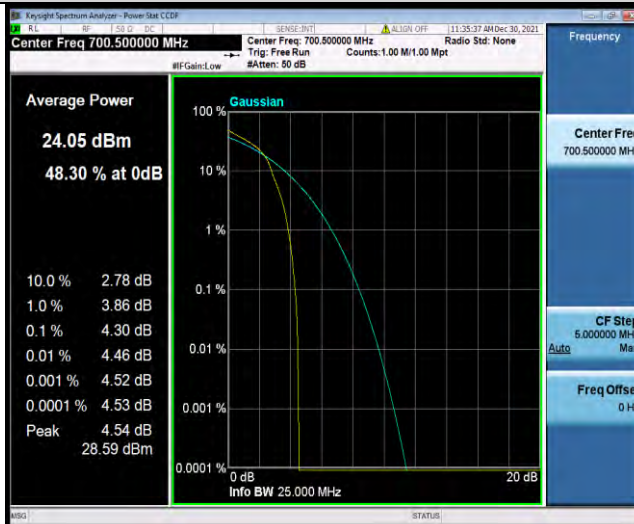 Keysight Spectrum Analyzer - Power Stat CCDF
RL RF 50 Ω DC SENSE:INT ALIGN OFF 11:35:37 AM Dec 30, 2021
Center Freq 700.500000 MHz
Center Freq: 700.500000 MHz Radio Std: None
Trig: Free Run Counts:1.00 M/1.00 Mpt
#IFGain:Low #Atten: 50 dB
Frequency
Average Power
24.05 dBm
48.30 % at 0dB
10.0 % 2.78 dB
1.0 % 3.86 dB
0.1 % 4.30 dB
0.01 % 4.46 dB
0.001 % 4.52 dB
0.0001 % 4.53 dB
Peak 4.54 dB
28.59 dBm
Gaussian
100 %
10 %
1 %
0.1 %
0.01 %
0.001 %
0.0001 %
0 dB 20 dB
Info BW 25.000 MHz
Center Fre
700.500000 MH
CF Ste
5.000000 MH
Auto Ma
Freq Offse
0 H
MSG STATUS